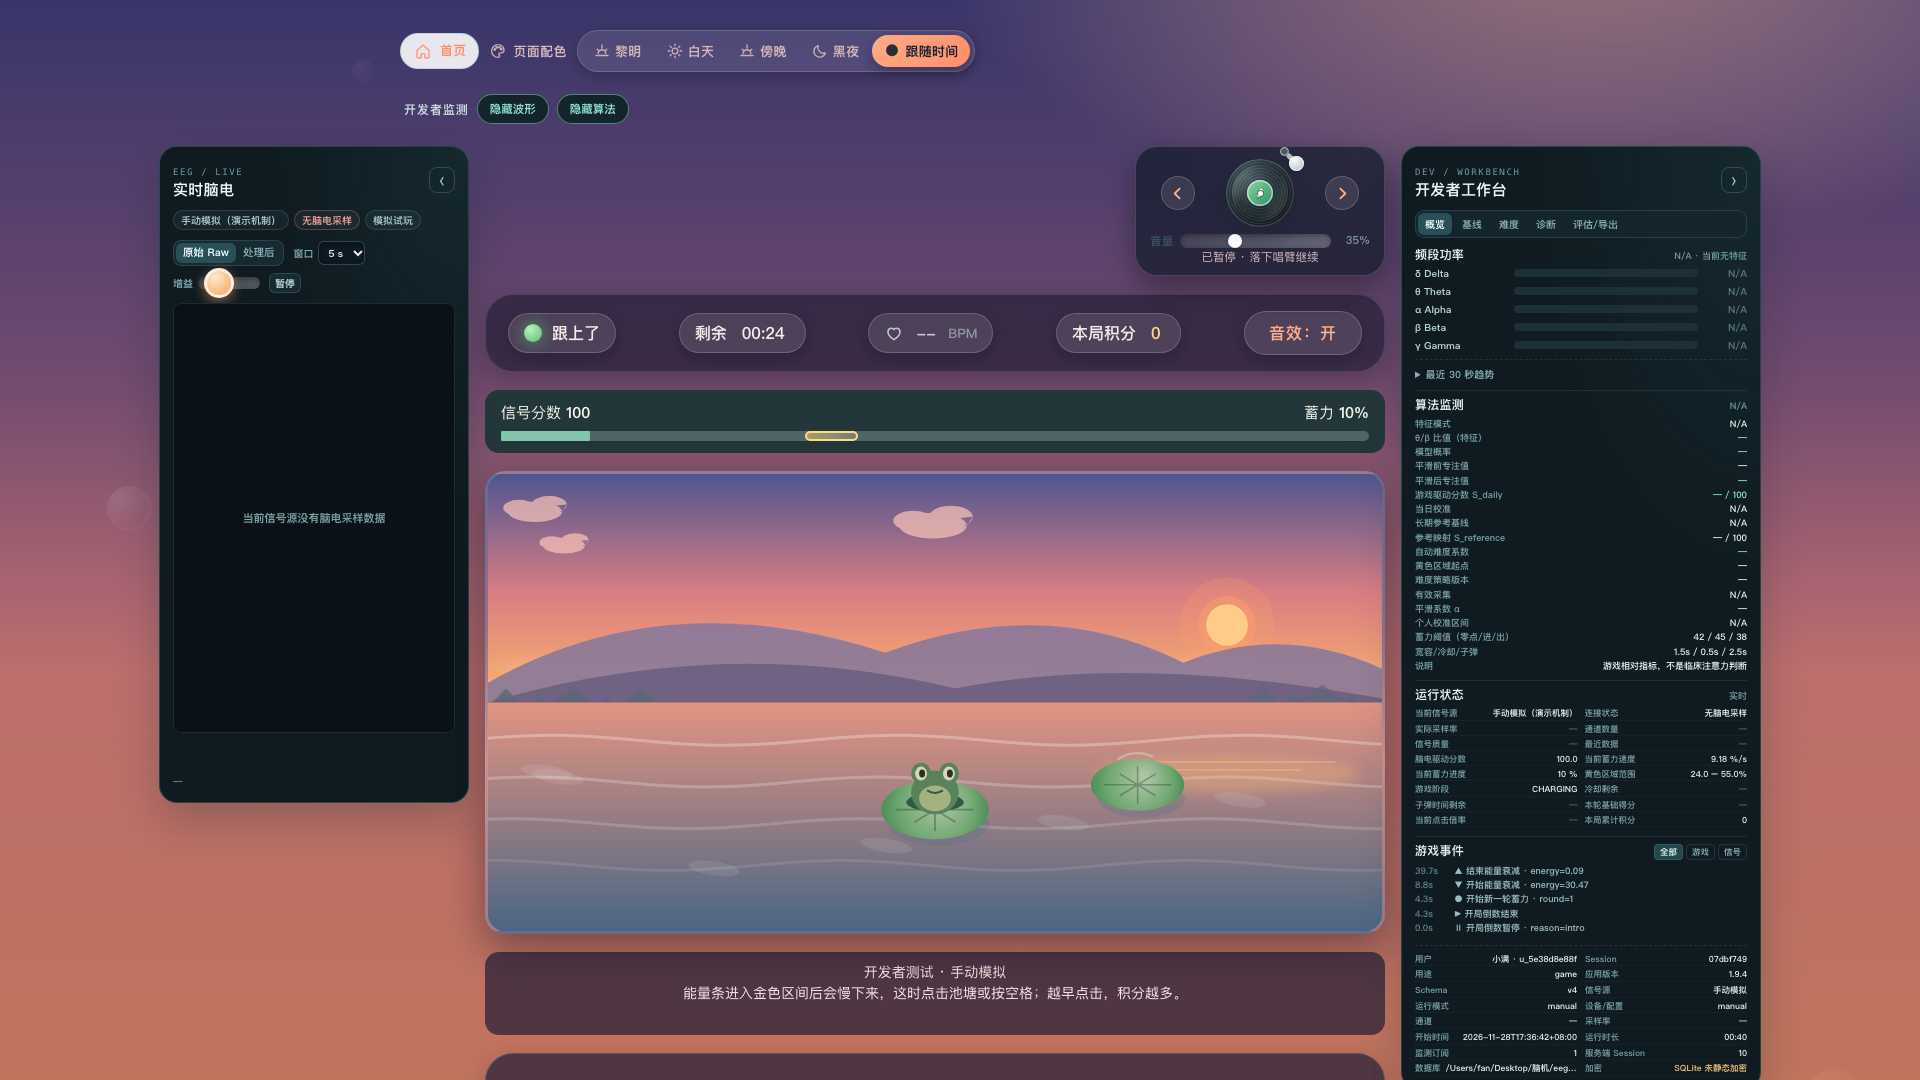 首页 页面配色 黎明 白天 傍晚 黑夜 跟随时间
开发者监测 隐藏波形 隐藏算法
EEG / LIVE
实时脑电
‹
手动模拟（演示机制） 无脑电采样 模拟试玩
原始 Raw 处理后 窗口 5 s
增益 暂停
当前信号源没有脑电采样数据
—
音量 35%
已暂停 · 落下唱臂继续
跟上了 剩余 00:24 -- BPM 本局积分 0 音效：开
信号分数 100 蓄力 10%
开发者测试 · 手动模拟
能量条进入金色区间后会慢下来，这时点击池塘或按空格；越早点击，积分越多。
DEV / WORKBENCH
开发者工作台
›
概览 基线 难度 诊断 评估/导出
频段功率 N/A · 当前无特征
δ Delta N/A
θ Theta N/A
α Alpha N/A
β Beta N/A
γ Gamma N/A
▶ 最近 30 秒趋势
算法监测 N/A
特征模式 N/A
θ/β 比值（特征） —
模型概率 —
平滑前专注值 —
平滑后专注值 —
游戏驱动分数 S_daily — / 100
当日校准 N/A
长期参考基线 N/A
参考映射 S_reference — / 100
自动难度系数 —
黄色区域起点 —
难度策略版本 —
有效采集 N/A
平滑系数 α —
个人校准区间 N/A
蓄力阈值（零点/进/出） 42 / 45 / 38
宽容/冷却/子弹 1.5s / 0.5s / 2.5s
说明 游戏相对指标，不是临床注意力判断
运行状态 实时
当前信号源 手动模拟（演示机制） 连接状态 无脑电采样
实际采样率 — 通道数量 —
信号质量 — 最近数据 —
脑电驱动分数 100.0 当前蓄力速度 9.18 %/s
当前蓄力进度 10 % 黄色区域范围 24.0 — 55.0%
游戏阶段 CHARGING 冷却剩余 —
子弹时间剩余 — 本轮基础得分 —
当前点击倍率 — 本局累计积分 0
游戏事件 全部 游戏 信号
39.7s ▲ 结束能量衰减 · energy=0.09
8.8s ▼ 开始能量衰减 · energy=30.47
4.3s ● 开始新一轮蓄力 · round=1
4.3s ▶ 开局倒数结束
0.0s ⏸ 开局倒数暂停 · reason=intro
用户 小满 · u_5e38d8e88f Session 07dbf749
用途 game 应用版本 1.9.4
Schema v4 信号源 手动模拟
运行模式 manual 设备/配置 manual
通道 — 采样率 —
开始时间 2026-11-28T17:36:42+08:00 运行时长 00:40
监测订阅 1 服务端 Session 10
数据库 /Users/fan/Desktop/脑机/eeg... 加密 SQLite 未静态加密